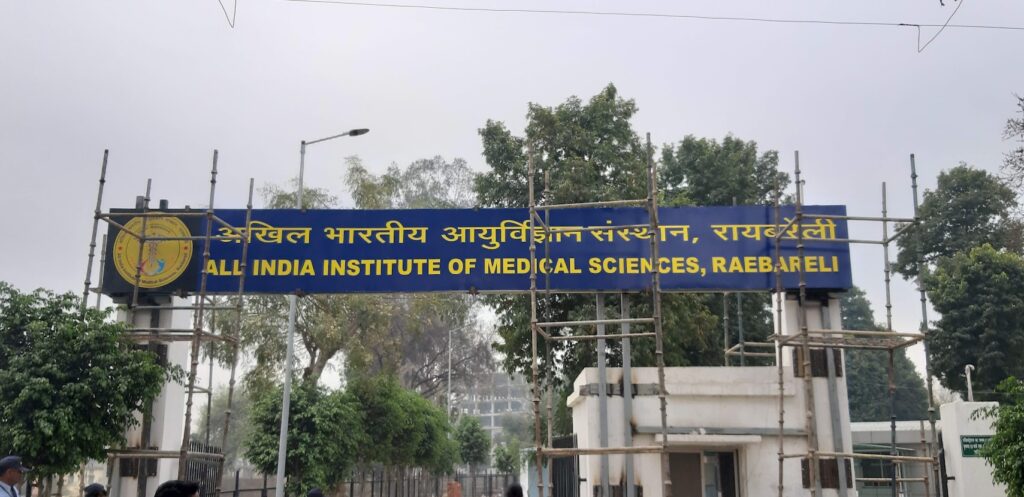 अखिल भारतीय आयुर्विज्ञान संस्थान, रायबरेली
ALL INDIA INSTITUTE OF MEDICAL SCIENCES, RAEBARELI